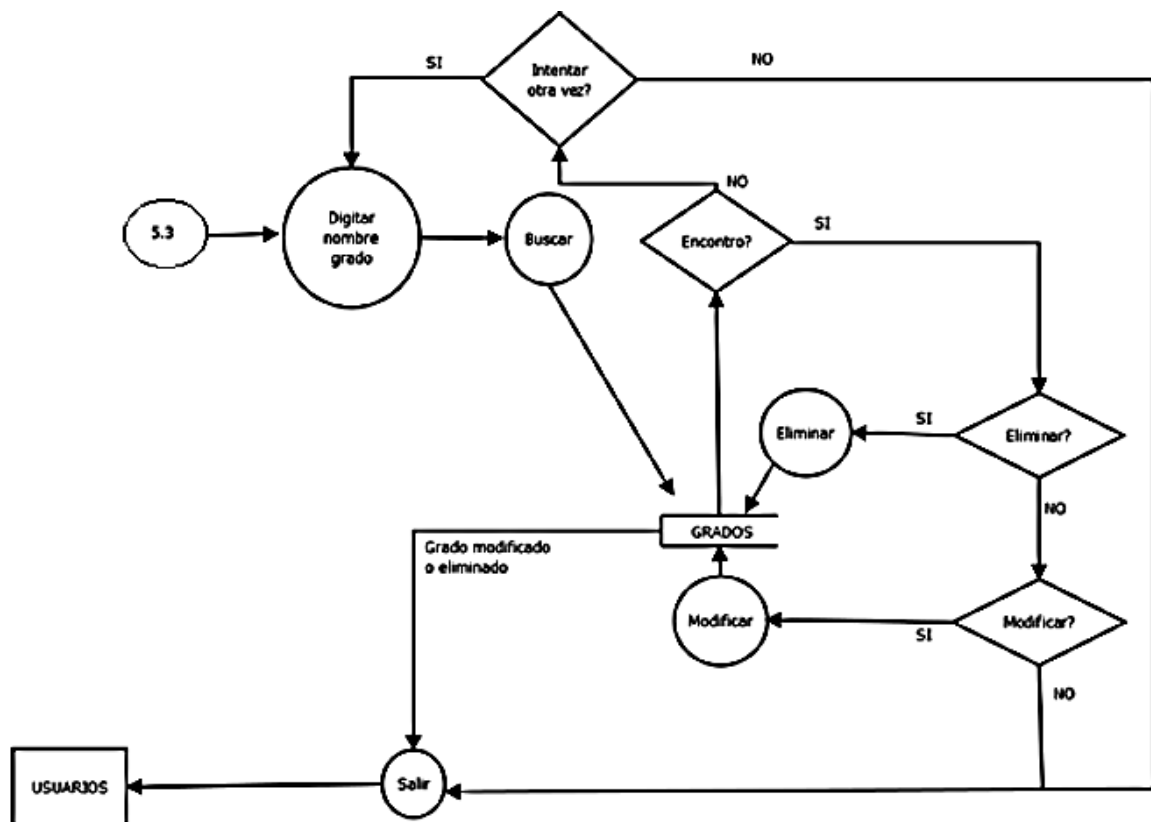 SI
Intentar
otra vez?
NO
NO
5.3
Digitar
nombre
grado
Buscar
Encontro?
SI
Eliminar
SI
Eliminar?
NO
GRADOS
Grado modificado
o eliminado
Modificar
SI
Modificar?
NO
USUARIOS
Salir